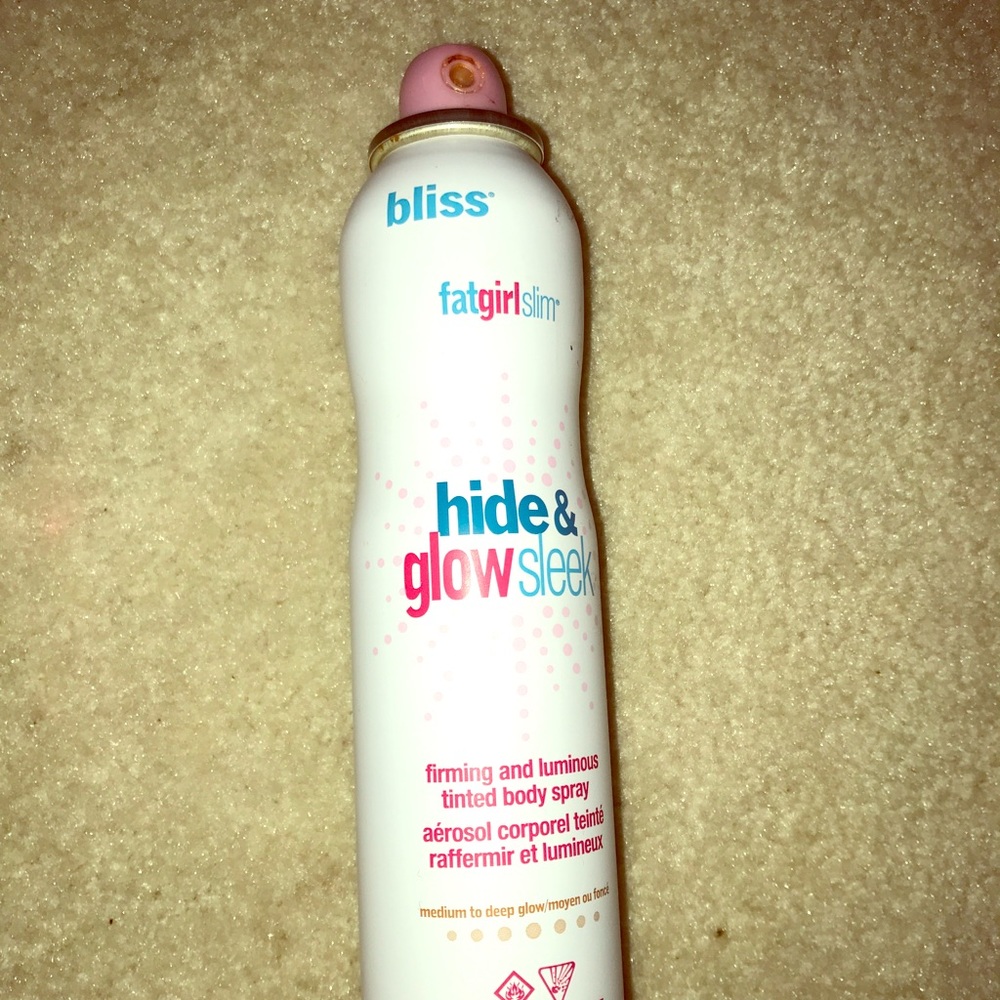 bliss®
fatgirlslim®
hide &
glowsleek
firming and luminous
tinted body spray
aérosol corporel teinté
raffermir et lumineux
medium to deep glow/moyen ou foncé